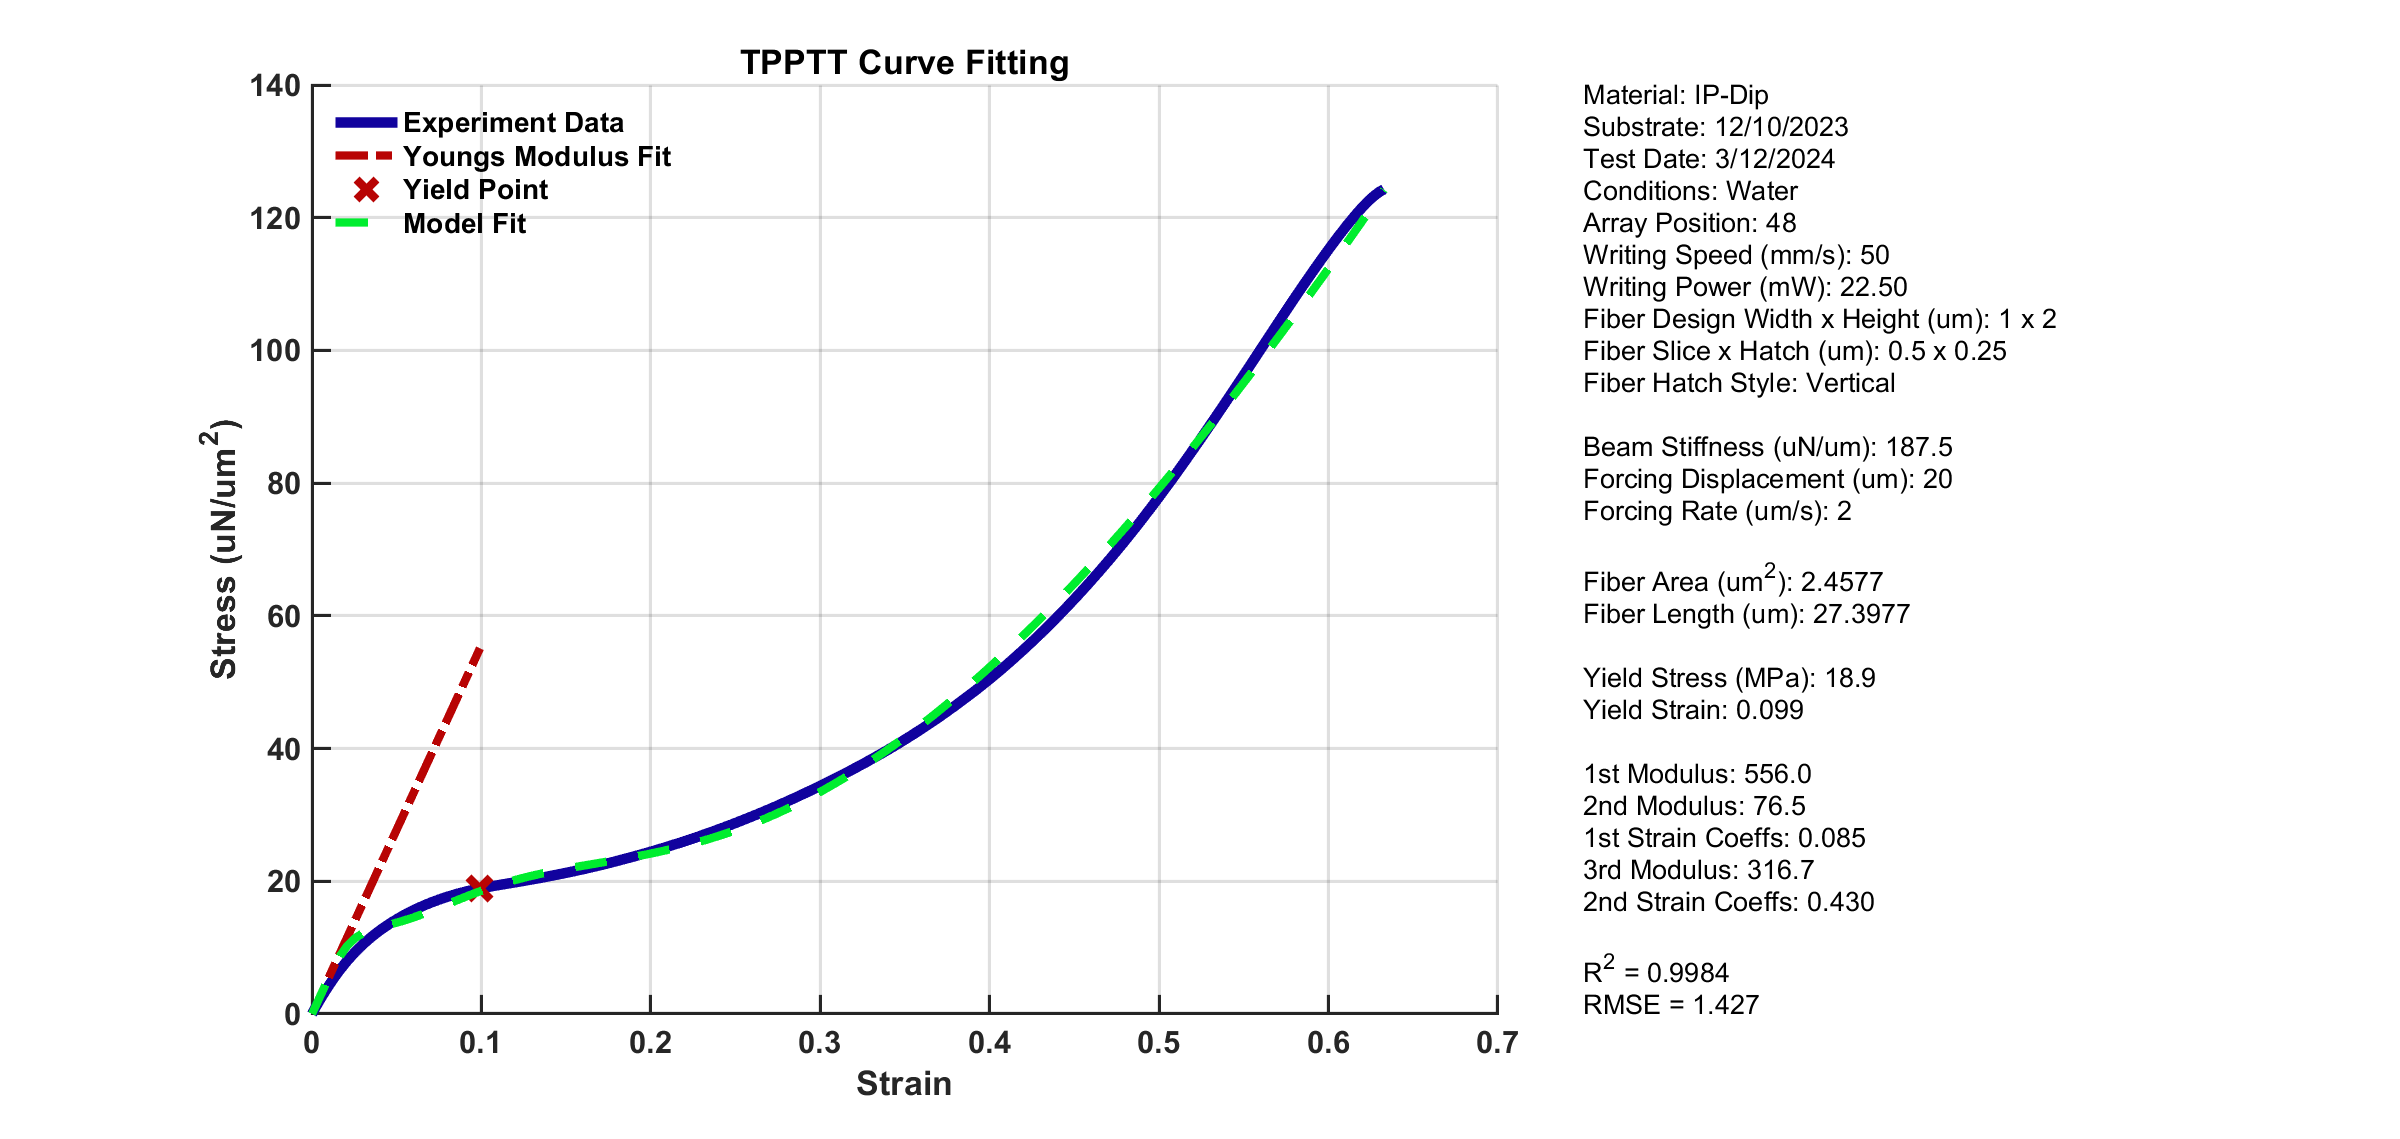 TPPTT Curve Fitting
140
120
100
80
60
40
20
0
Stress (uN/um²)
Experiment Data
Youngs Modulus Fit
Yield Point
Model Fit
0
0.1
0.2
0.3
0.4
0.5
0.6
0.7
Strain
Material: IP-Dip
Substrate: 12/10/2023
Test Date: 3/12/2024
Conditions: Water
Array Position: 48
Writing Speed (mm/s): 50
Writing Power (mW): 22.50
Fiber Design Width x Height (um): 1 x 2
Fiber Slice x Hatch (um): 0.5 x 0.25
Fiber Hatch Style: Vertical
Beam Stiffness (uN/um): 187.5
Forcing Displacement (um): 20
Forcing Rate (um/s): 2
Fiber Area (um²): 2.4577
Fiber Length (um): 27.3977
Yield Stress (MPa): 18.9
Yield Strain: 0.099
1st Modulus: 556.0
2nd Modulus: 76.5
1st Strain Coeffs: 0.085
3rd Modulus: 316.7
2nd Strain Coeffs: 0.430
R² = 0.9984
RMSE = 1.427